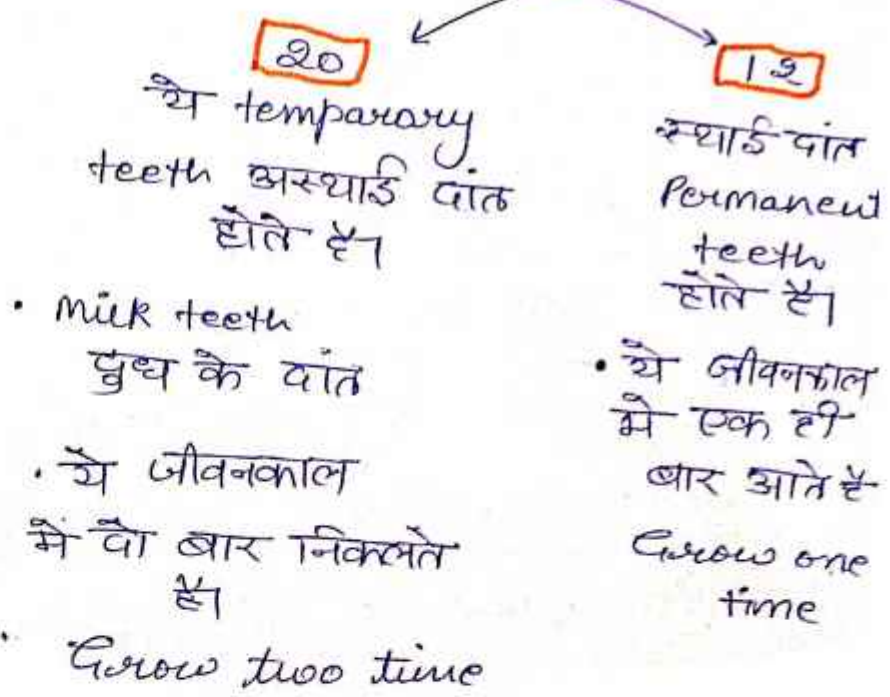 20
ये temparary
teeth अस्थाई दांत
होते है।
• Milk teeth
दुध के दांत
• ये जीवनकाल
में दो बार निकलते
है।
• Grow two time
12
स्थाई दांत
Permanent
teeth
होते है।
• ये जीवनकाल
मे एक ही
बार आते है
Grow one
time